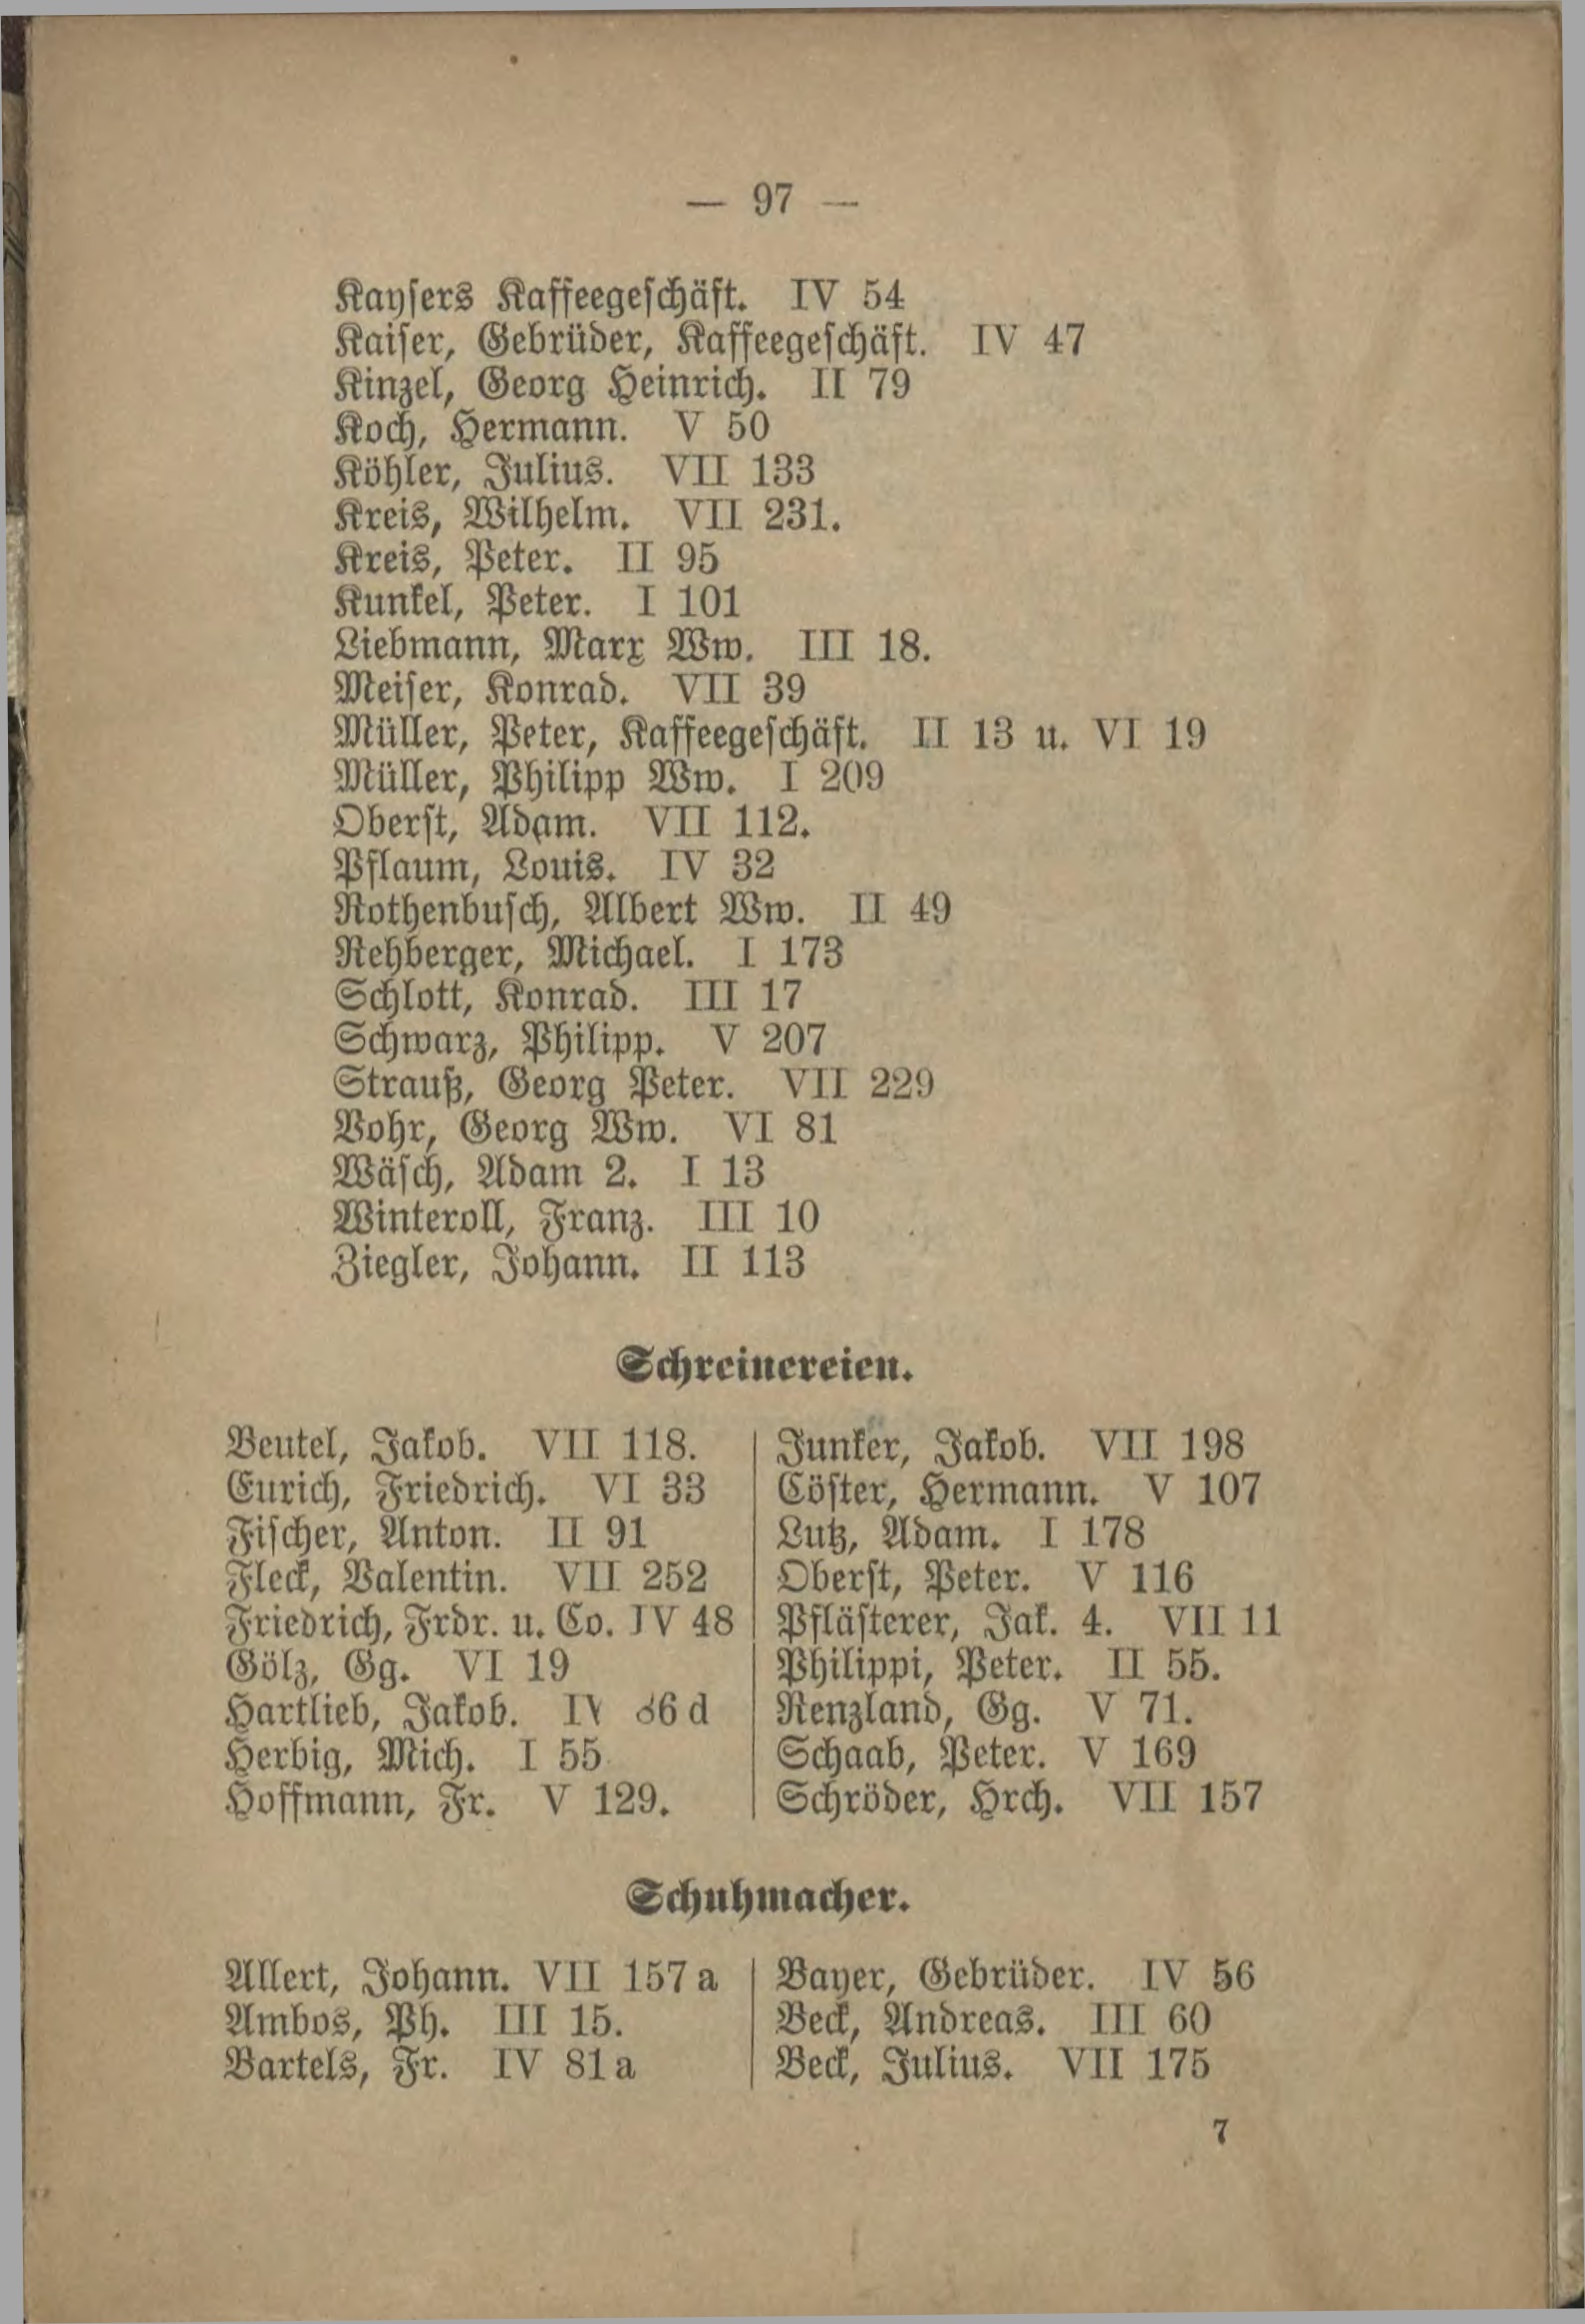 — 97 —
Kaysers Kaffeegeschäft. IV 54
Kaiser, Gebrüder, Kaffeegeschäft. IV 47
Kinzel, Georg Heinrich. II 79
Koch, Hermann. V 50
Köhler, Julius. VII 133
Kreis, Wilhelm. VII 231.
Kreis, Peter. II 95
Kunkel, Peter. I 101
Liebmann, Marx Ww. III 18.
Meiser, Konrad. VII 39
Müller, Peter, Kaffeegeschäft. II 13 u. VI 19
Müller, Philipp Ww. I 209
Oberst, Adam. VII 112.
Pflaum, Louis. IV 32
Rothenbusch, Albert Ww. II 49
Rehberger, Michael. I 173
Schlott, Konrad. III 17
Schwarz, Philipp. V 207
Strauß, Georg Peter. VII 229
Vohr, Georg Ww. VI 81
Wäsch, Adam 2. I 13
Winteroll, Franz. III 10
Ziegler, Johann. II 113
Schreinereien.
Beutel, Jakob. VII 118.
Eurich, Friedrich. VI 33
Fischer, Anton. II 91
Fleck, Valentin. VII 252
Friedrich, Frdr. u. Co. IV 48
Gölz, Gg. VI 19
Hartlieb, Jakob. IV 86 d
Herbig, Mich. I 55
Hoffmann, Fr. V 129.
Junker, Jakob. VII 198
Cöster, Hermann. V 107
Lutz, Adam. I 178
Oberst, Peter. V 116
Pflästerer, Jak. 4. VII 11
Philippi, Peter. II 55.
Renzland, Gg. V 71.
Schaab, Peter. V 169
Schröder, Hrch. VII 157
Schuhmacher.
Allert, Johann. VII 157 a
Ambos, Ph. III 15.
Bartels, Fr. IV 81 a
Bayer, Gebrüder. IV 56
Beck, Andreas. III 60
Beck, Julius. VII 175
7